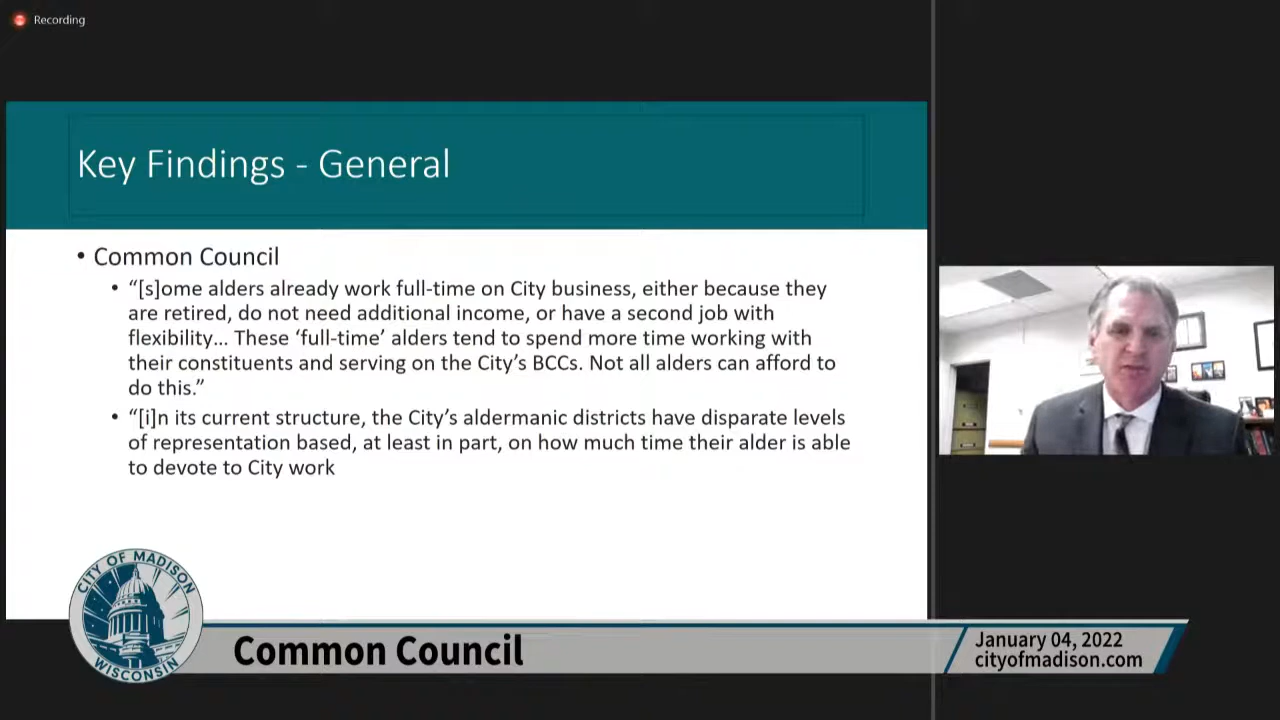 Recording
Key Findings - General
• Common Council
• “[s]ome alders already work full-time on City business, either because they
are retired, do not need additional income, or have a second job with
flexibility… These ‘full-time’ alders tend to spend more time working with
their constituents and serving on the City’s BCCs. Not all alders can afford to
do this.”
• “[i]n its current structure, the City’s aldermanic districts have disparate levels
of representation based, at least in part, on how much time their alder is able
to devote to City work
CITY OF MADISON
WISCONSIN
Common Council
January 04, 2022
cityofmadison.com